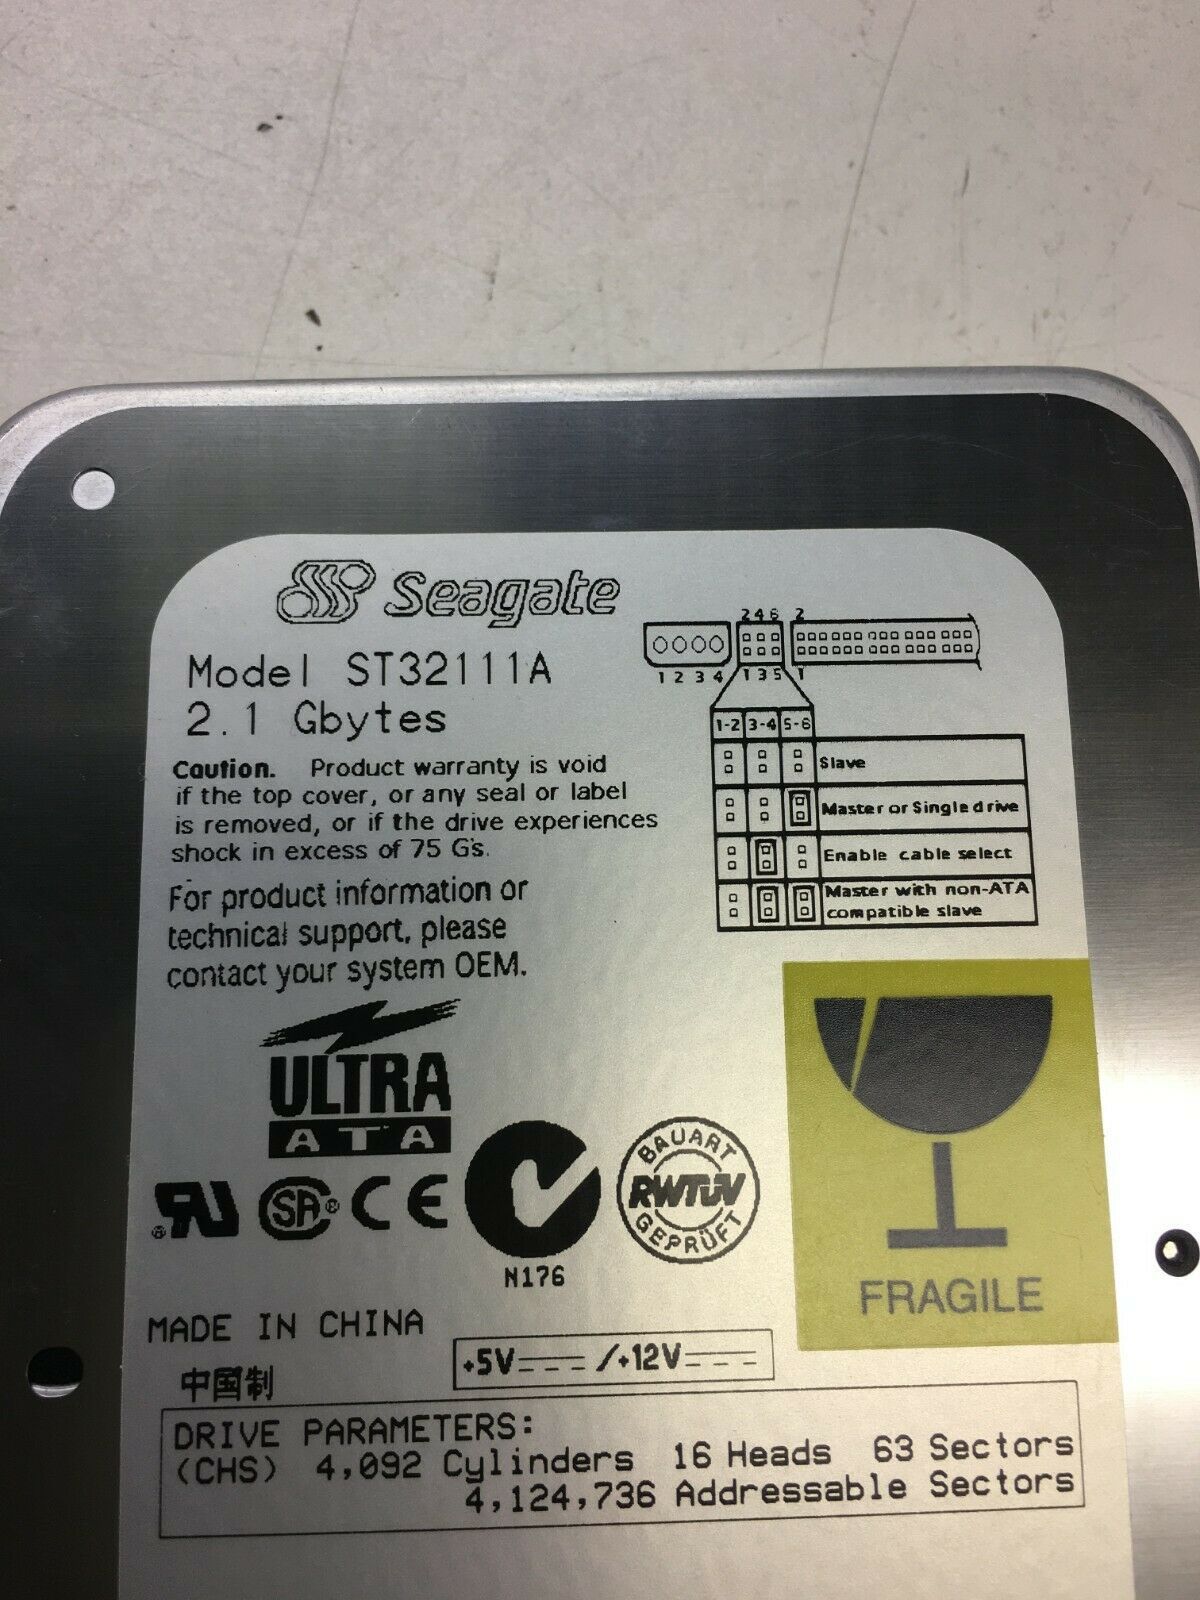 Seagate
Model ST32111A
2.1 Gbytes
Caution. Product warranty is void
if the top cover, or any seal or label
is removed, or if the drive experiences
shock in excess of 75 G's.
For product information or
technical support, please
contact your system OEM.
2 4 6 2
1 2 3 4 1 3 5 1
1-2 3-4 5-6
Slave
Master or Single drive
Enable cable select
Master with non-ATA
compatible slave
ULTRA
ATA
RU ® SA ® CE
N176
BAUART
RWTÜV
GEPRÜFT
FRAGILE
MADE IN CHINA
中国制
+5V /+12V
DRIVE PARAMETERS:
(CHS) 4,092 Cylinders 16 Heads 63 Sectors
4,124,736 Addressable Sectors